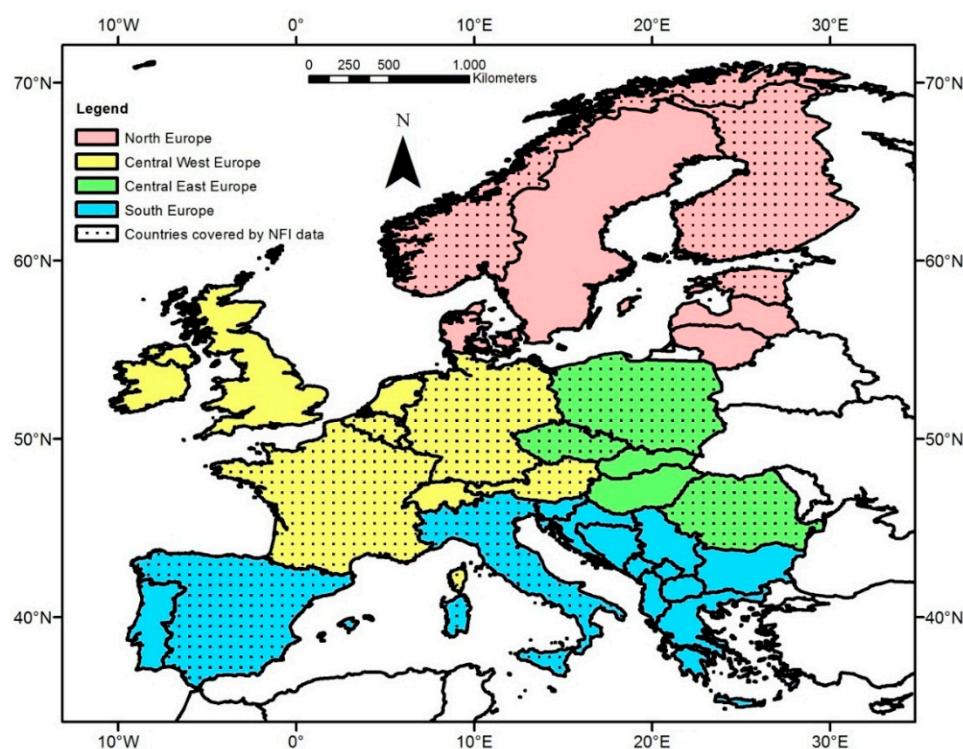 10°W 0° 10°E 20°E 30°E
0 250 500 1.000
Kilometers
70°N 70°N
Legend
N
North Europe
Central West Europe
Central East Europe
South Europe
Countries covered by NFI data
60°N 60°N
50°N 50°N
40°N 40°N
10°W 0° 10°E 20°E 30°E